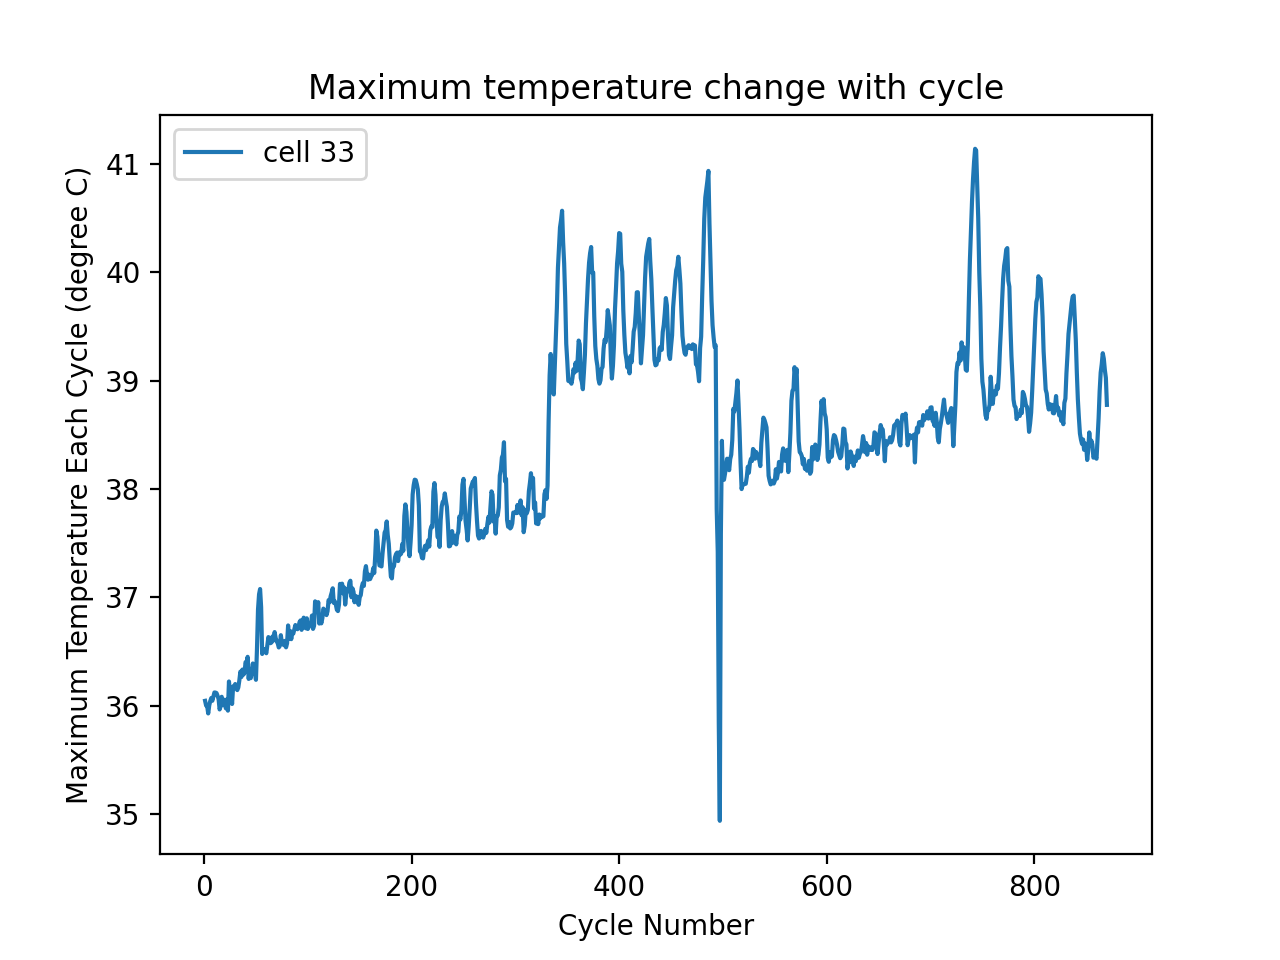 Maximum temperature change with cycle
cell 33
Maximum Temperature Each Cycle (degree C)
41
40
39
38
37
36
35
0 200 400 600 800
Cycle Number